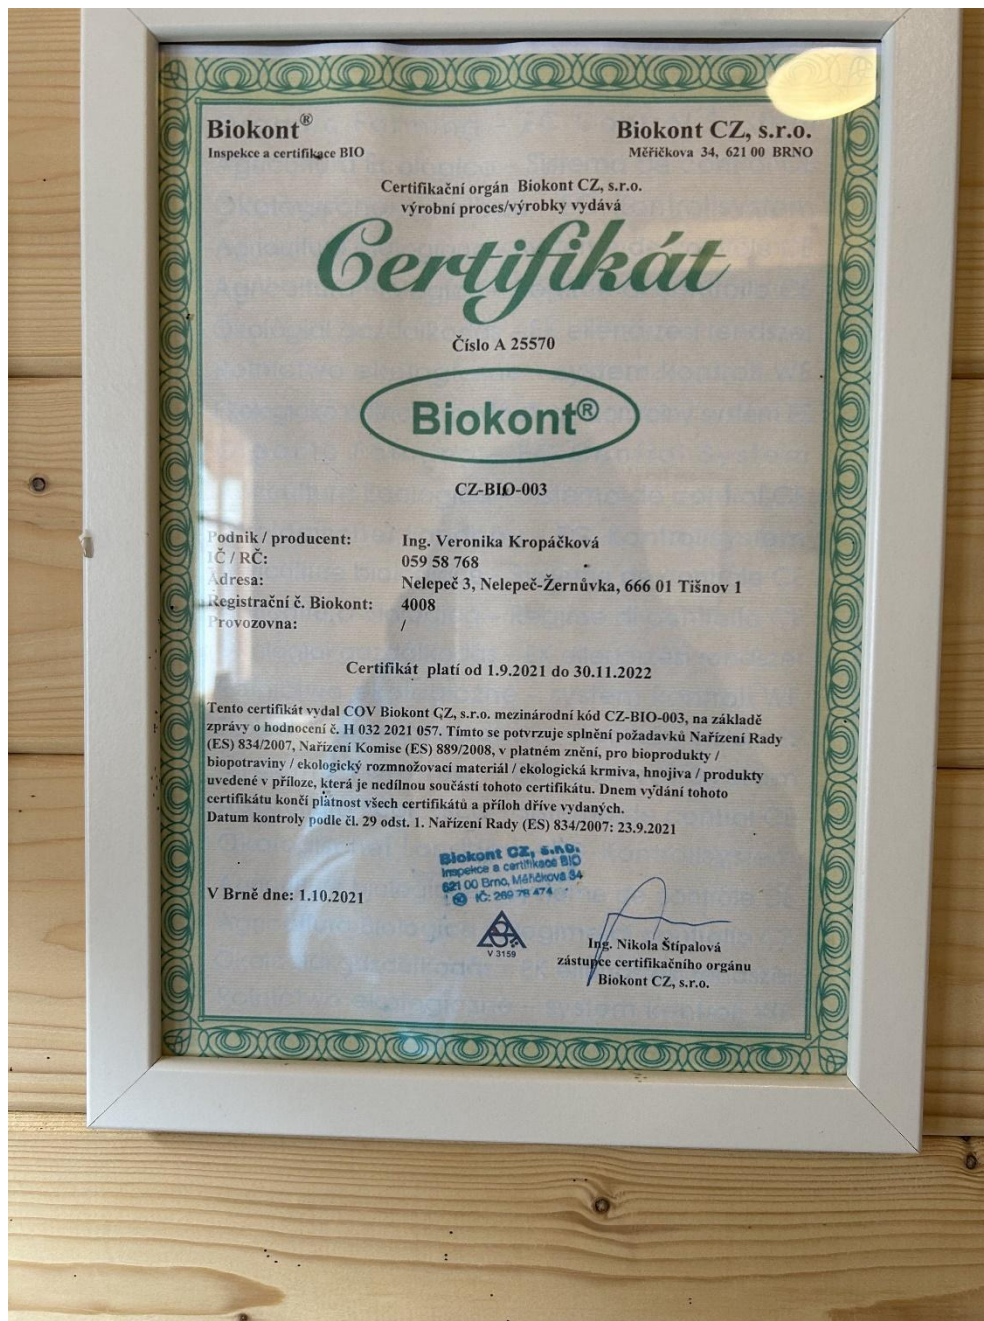 Biokont®
Inspekce a certifikace BIO
Biokont CZ, s.r.o.
Měříčkova 34, 621 00 BRNO
Certifikační orgán Biokont CZ, s.r.o.
výrobní proces/výrobky vydává
Certifikát
Číslo A 25570
Biokont®
CZ-BIO-003
Podnik / producent: Ing. Veronika Kropáčková
IČ / RČ: 059 58 768
Adresa: Nelepeč 3, Nelepeč-Žernůvka, 666 01 Tišnov 1
Registrační č. Biokont: 4008
Provozovna: /
Certifikát platí od 1.9.2021 do 30.11.2022
Tento certifikát vydal COV Biokont CZ, s.r.o. mezinárodní kód CZ-BIO-003, na základě
zprávy o hodnocení č. H 032 2021 057. Tímto se potvrzuje splnění požadavků Nařízení Rady
(ES) 834/2007, Nařízení Komise (ES) 889/2008, v platném znění, pro bioprodukty /
biopotraviny / ekologický rozmnožovací materiál / ekologická krmiva, hnojiva / produkty
uvedené v příloze, která je nedílnou součástí tohoto certifikátu. Dnem vydání tohoto
certifikátu končí platnost všech certifikátů a příloh dříve vydaných.
Datum kontroly podle čl. 29 odst. 1. Nařízení Rady (ES) 834/2007: 23.9.2021
Biokont CZ, s.r.o.
Inspekce a certifikace BIO
621 00 Brno, Měříčkova 34
IČ: 269 78 474
V Brně dne: 1.10.2021
V 3159
Ing. Nikola Štípalová
zástupce certifikačního orgánu
Biokont CZ, s.r.o.